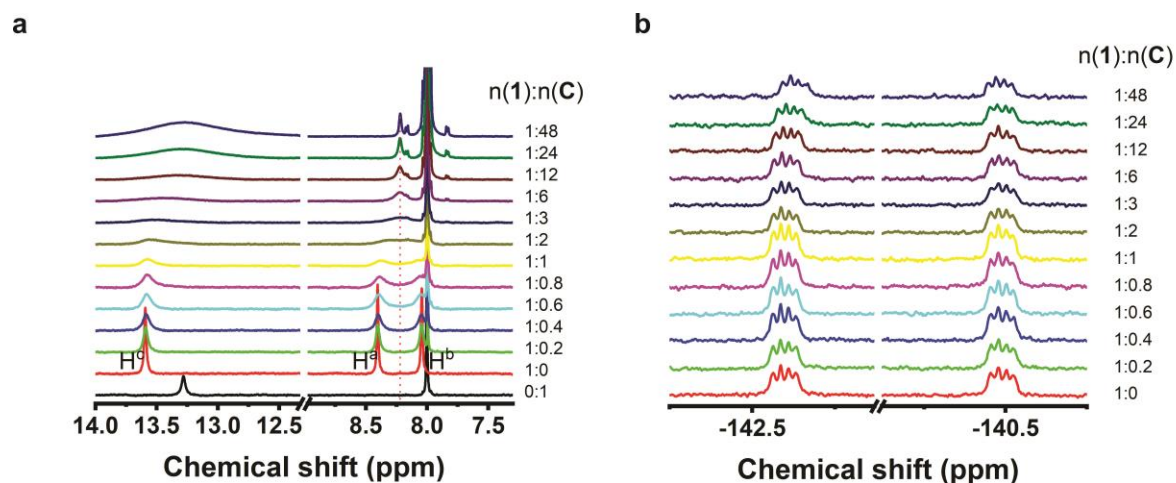 a
n(1):n(C)
1:48
1:24
1:12
1:6
1:3
1:2
1:1
1:0.8
1:0.6
1:0.4
1:0.2
1:0
0:1
Hᶜ
Hᵃ
Hᵇ
14.0 13.5 13.0 12.5 8.5 8.0 7.5
Chemical shift (ppm)
b
n(1):n(C)
1:48
1:24
1:12
1:6
1:3
1:2
1:1
1:0.8
1:0.6
1:0.4
1:0.2
1:0
-142.5 -140.5
Chemical shift (ppm)